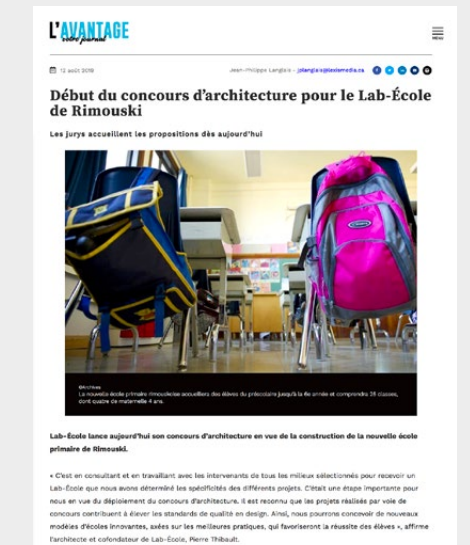 L'AVANTAGE
votre journal
MENU
12 août 2019
Jean-Philippe Langlais - jplanglais@lexismedia.ca
Début du concours d'architecture pour le Lab-École
de Rimouski
Les jurys accueillent les propositions dès aujourd'hui
©Archives
La nouvelle école primaire rimouskoise accueillera des élèves du préscolaire jusqu'à la 6e année et comprendra 26 classes,
dont quatre de maternelle 4 ans.
Lab-École lance aujourd'hui son concours d'architecture en vue de la construction de la nouvelle école
primaire de Rimouski.
« C'est en consultant et en travaillant avec les intervenants de tous les milieux sélectionnés pour recevoir un
Lab-École que nous avons déterminé les spécificités des différents projets. C'était une étape importante pour
nous en vue du déploiement du concours d'architecture. Il est reconnu que les projets réalisés par voie de
concours contribuent à élever les standards de qualité en design. Ainsi, nous pourrons concevoir de nouveaux
modèles d'écoles innovantes, axées sur les meilleures pratiques, qui favoriseront la réussite des élèves », affirme
l'architecte et cofondateur de Lab-École, Pierre Thibault.